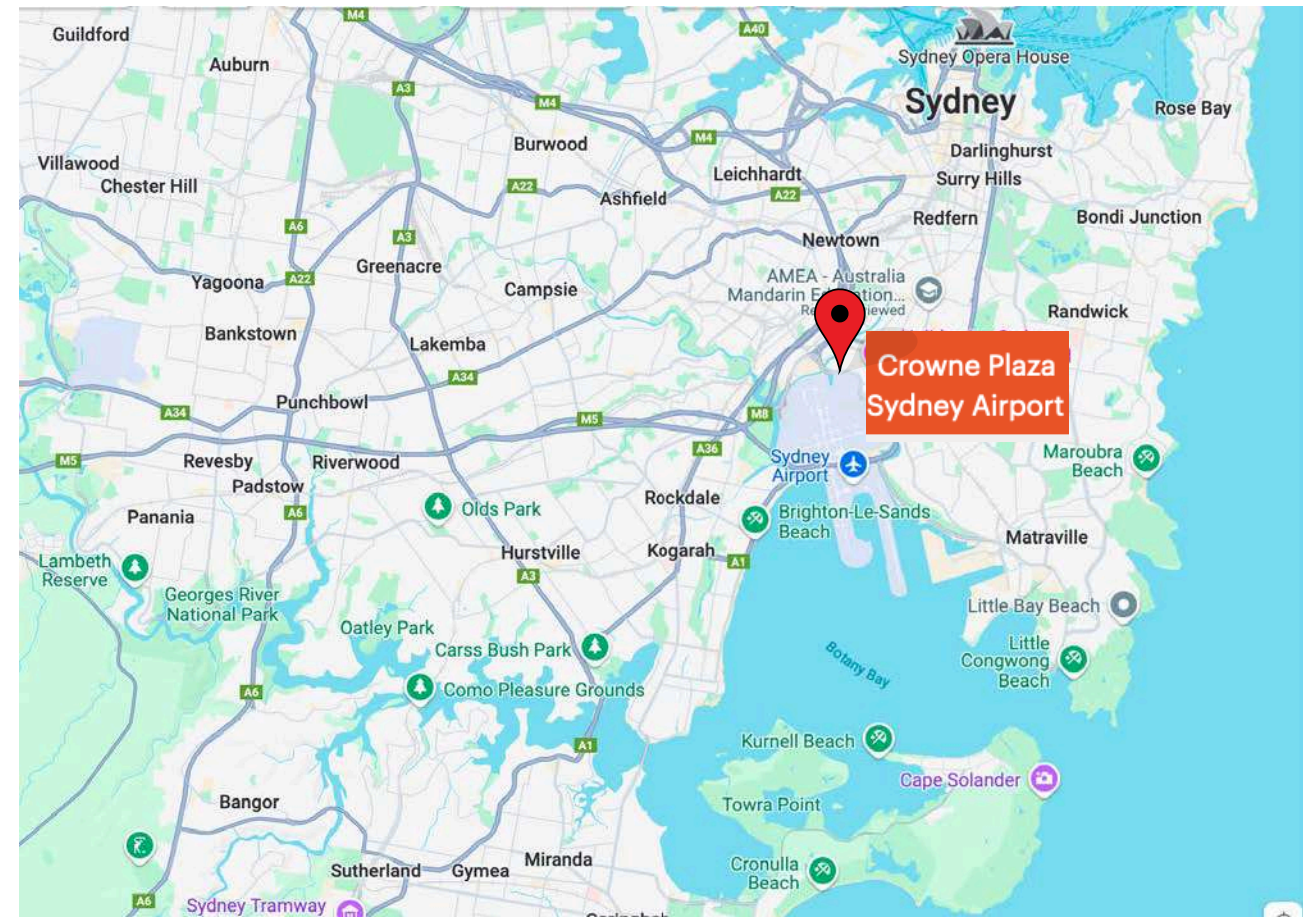 M4
A40
Guildford
Auburn
Sydney Opera House
A3
M4
Sydney
Rose Bay
Burwood
M4
Darlinghurst
Villawood
Chester Hill
Leichhardt
Surry Hills
A22
Ashfield
A22
Redfern
Bondi Junction
A6
A3
Newtown
Greenacre
AMEA - Australia
Mandarin
Yagoona
A22
Campsie
Randwick
Bankstown
Lakemba
Crowne Plaza
Sydney Airport
A34
Punchbowl
A34
M5
M8
A36
Maroubra
Beach
M5
Revesby
Riverwood
Sydney
Airport
Padstow
Rockdale
Olds Park
Brighton-Le-Sands
Beach
Panania
A6
Matraville
Hurstville
Kogarah
A1
Lambeth
Reserve
A3
Georges River
National Park
Little Bay Beach
Oatley Park
Carss Bush Park
Little
Congwong
Beach
Botany Bay
A6
Como Pleasure Grounds
A1
Kurnell Beach
Cape Solander
Bangor
Towra Point
Miranda
Sutherland
Gymea
Cronulla
Beach
A6
Sydney Tramway